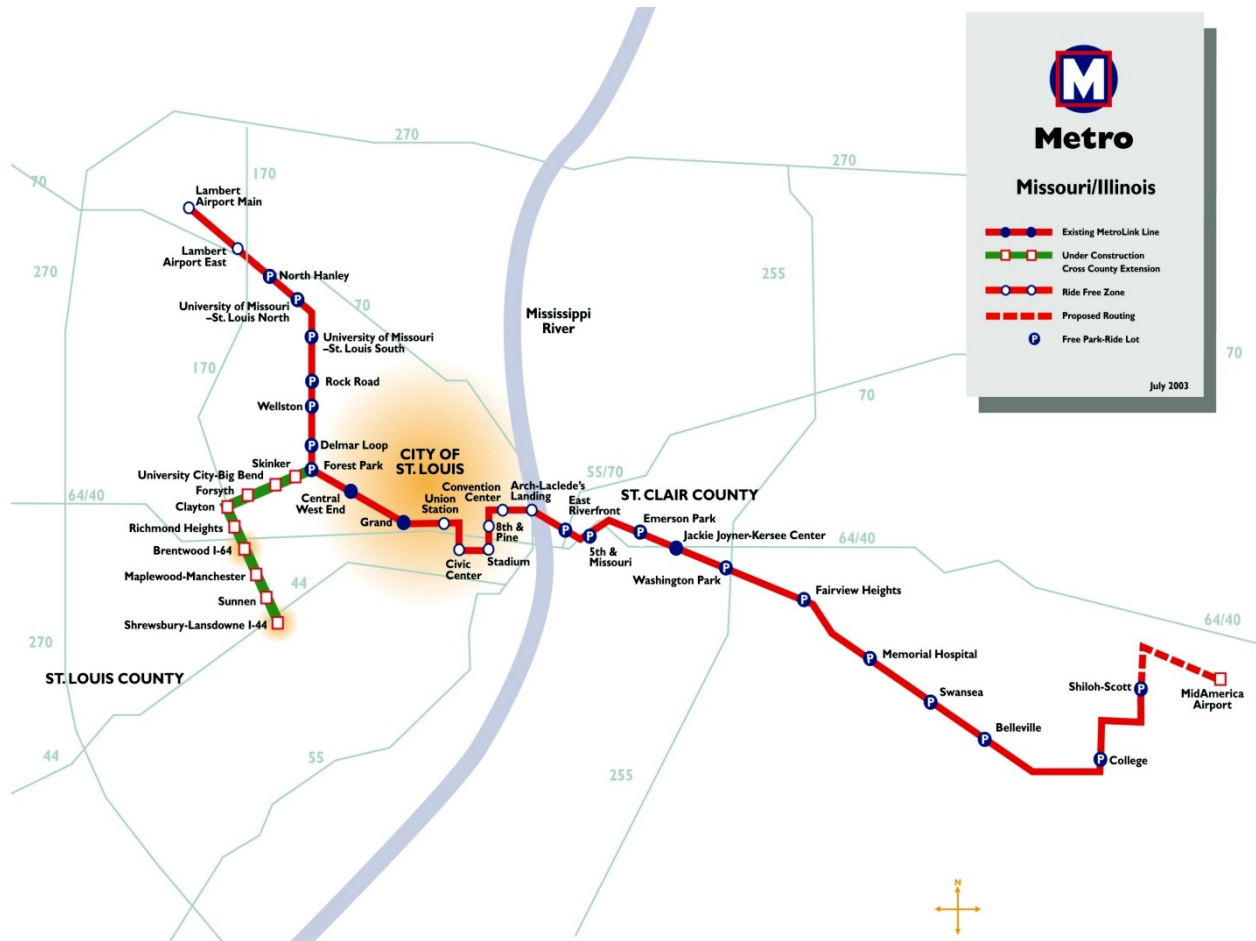 M
Metro
Missouri/Illinois
Existing MetroLink Line
Under Construction
Cross County Extension
Ride Free Zone
Proposed Routing
P
Free Park-Ride Lot
July 2003
270
270
170
70
Lambert
Airport Main
Lambert
Airport East
270
P
North Hanley
255
P
University of Missouri
–St. Louis North
70
Mississippi
River
P
University of Missouri
–St. Louis South
70
170
P
Rock Road
70
Wellston
P
P
Delmar Loop
CITY OF
ST. LOUIS
Skinker
P
Forest Park
University City-Big Bend
55/70
Forsyth
64/40
Clayton
Central
West End
Union
Station
Convention
Center
Arch-Laclede's
Landing
East
Riverfront
P
ST. CLAIR COUNTY
Richmond Heights
Grand
8th &
Pine
P
5th &
Missouri
P
Emerson Park
Jackie Joyner-Kersee Center
64/40
Brentwood I-64
Civic
Center
Stadium
Washington Park
P
Maplewood-Manchester
44
P
Fairview Heights
Sunnen
Shrewsbury-Lansdowne I-44
64/40
270
P
Memorial Hospital
ST. LOUIS COUNTY
Shiloh-Scott
P
MidAmerica
Airport
P
Swansea
P
Belleville
44
55
255
P
College
N